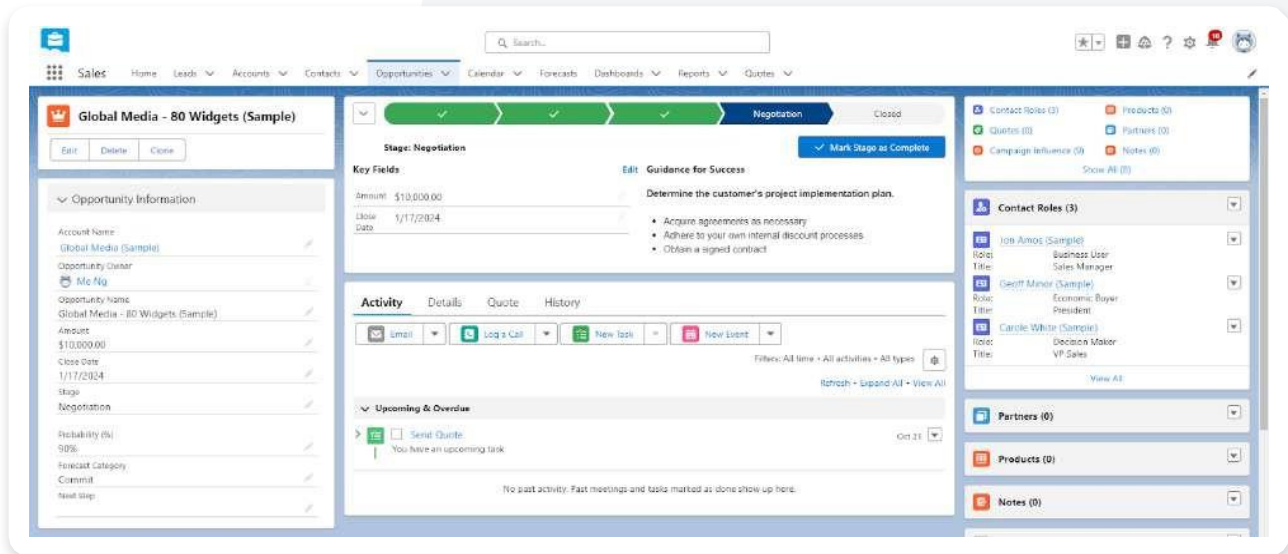 Search...
10
Sales Home Leads Accounts Contacts Opportunities Calendar Forecasts Dashboards Reports Quotes
Global Media - 80 Widgets (Sample)
Edit Delete Clone
Opportunity Information
Account Name
Global Media (Sample)
Opportunity Owner
Me Ng
Opportunity Name
Global Media - 80 Widgets (Sample)
Amount
$10,000.00
Close Date
1/17/2024
Stage
Negotiation
Probability (%)
90%
Forecast Category
Commit
Next Step
Negotiation Closed
Stage: Negotiation
Mark Stage as Complete
Key Fields Edit
Amount $10,000.00
Close Date 1/17/2024
Guidance for Success
Determine the customer's project implementation plan.
• Acquire agreements as necessary
• Adhere to your own internal discount processes
• Obtain a signed contract
Activity Details Quote History
Email Log a Call New Task New Event
Filters: All time • All activities • All types
Refresh • Expand All • View All
Upcoming & Overdue
Send Quote Oct 21
You have an upcoming task
No past activity. Past meetings and tasks marked as done show up here.
Contact Roles (3) Products (0)
Quotes (0) Partners (0)
Campaign Influence (0) Notes (0)
Show All (8)
Contact Roles (3)
Jon Amos (Sample)
Role: Business User
Title: Sales Manager
Geoff Minor (Sample)
Role: Economic Buyer
Title: President
Carole White (Sample)
Role: Decision Maker
Title: VP Sales
View All
Partners (0)
Products (0)
Notes (0)